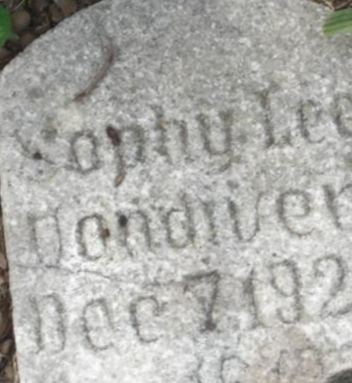 Sophy Lee
Dondiver
Dec 7 192